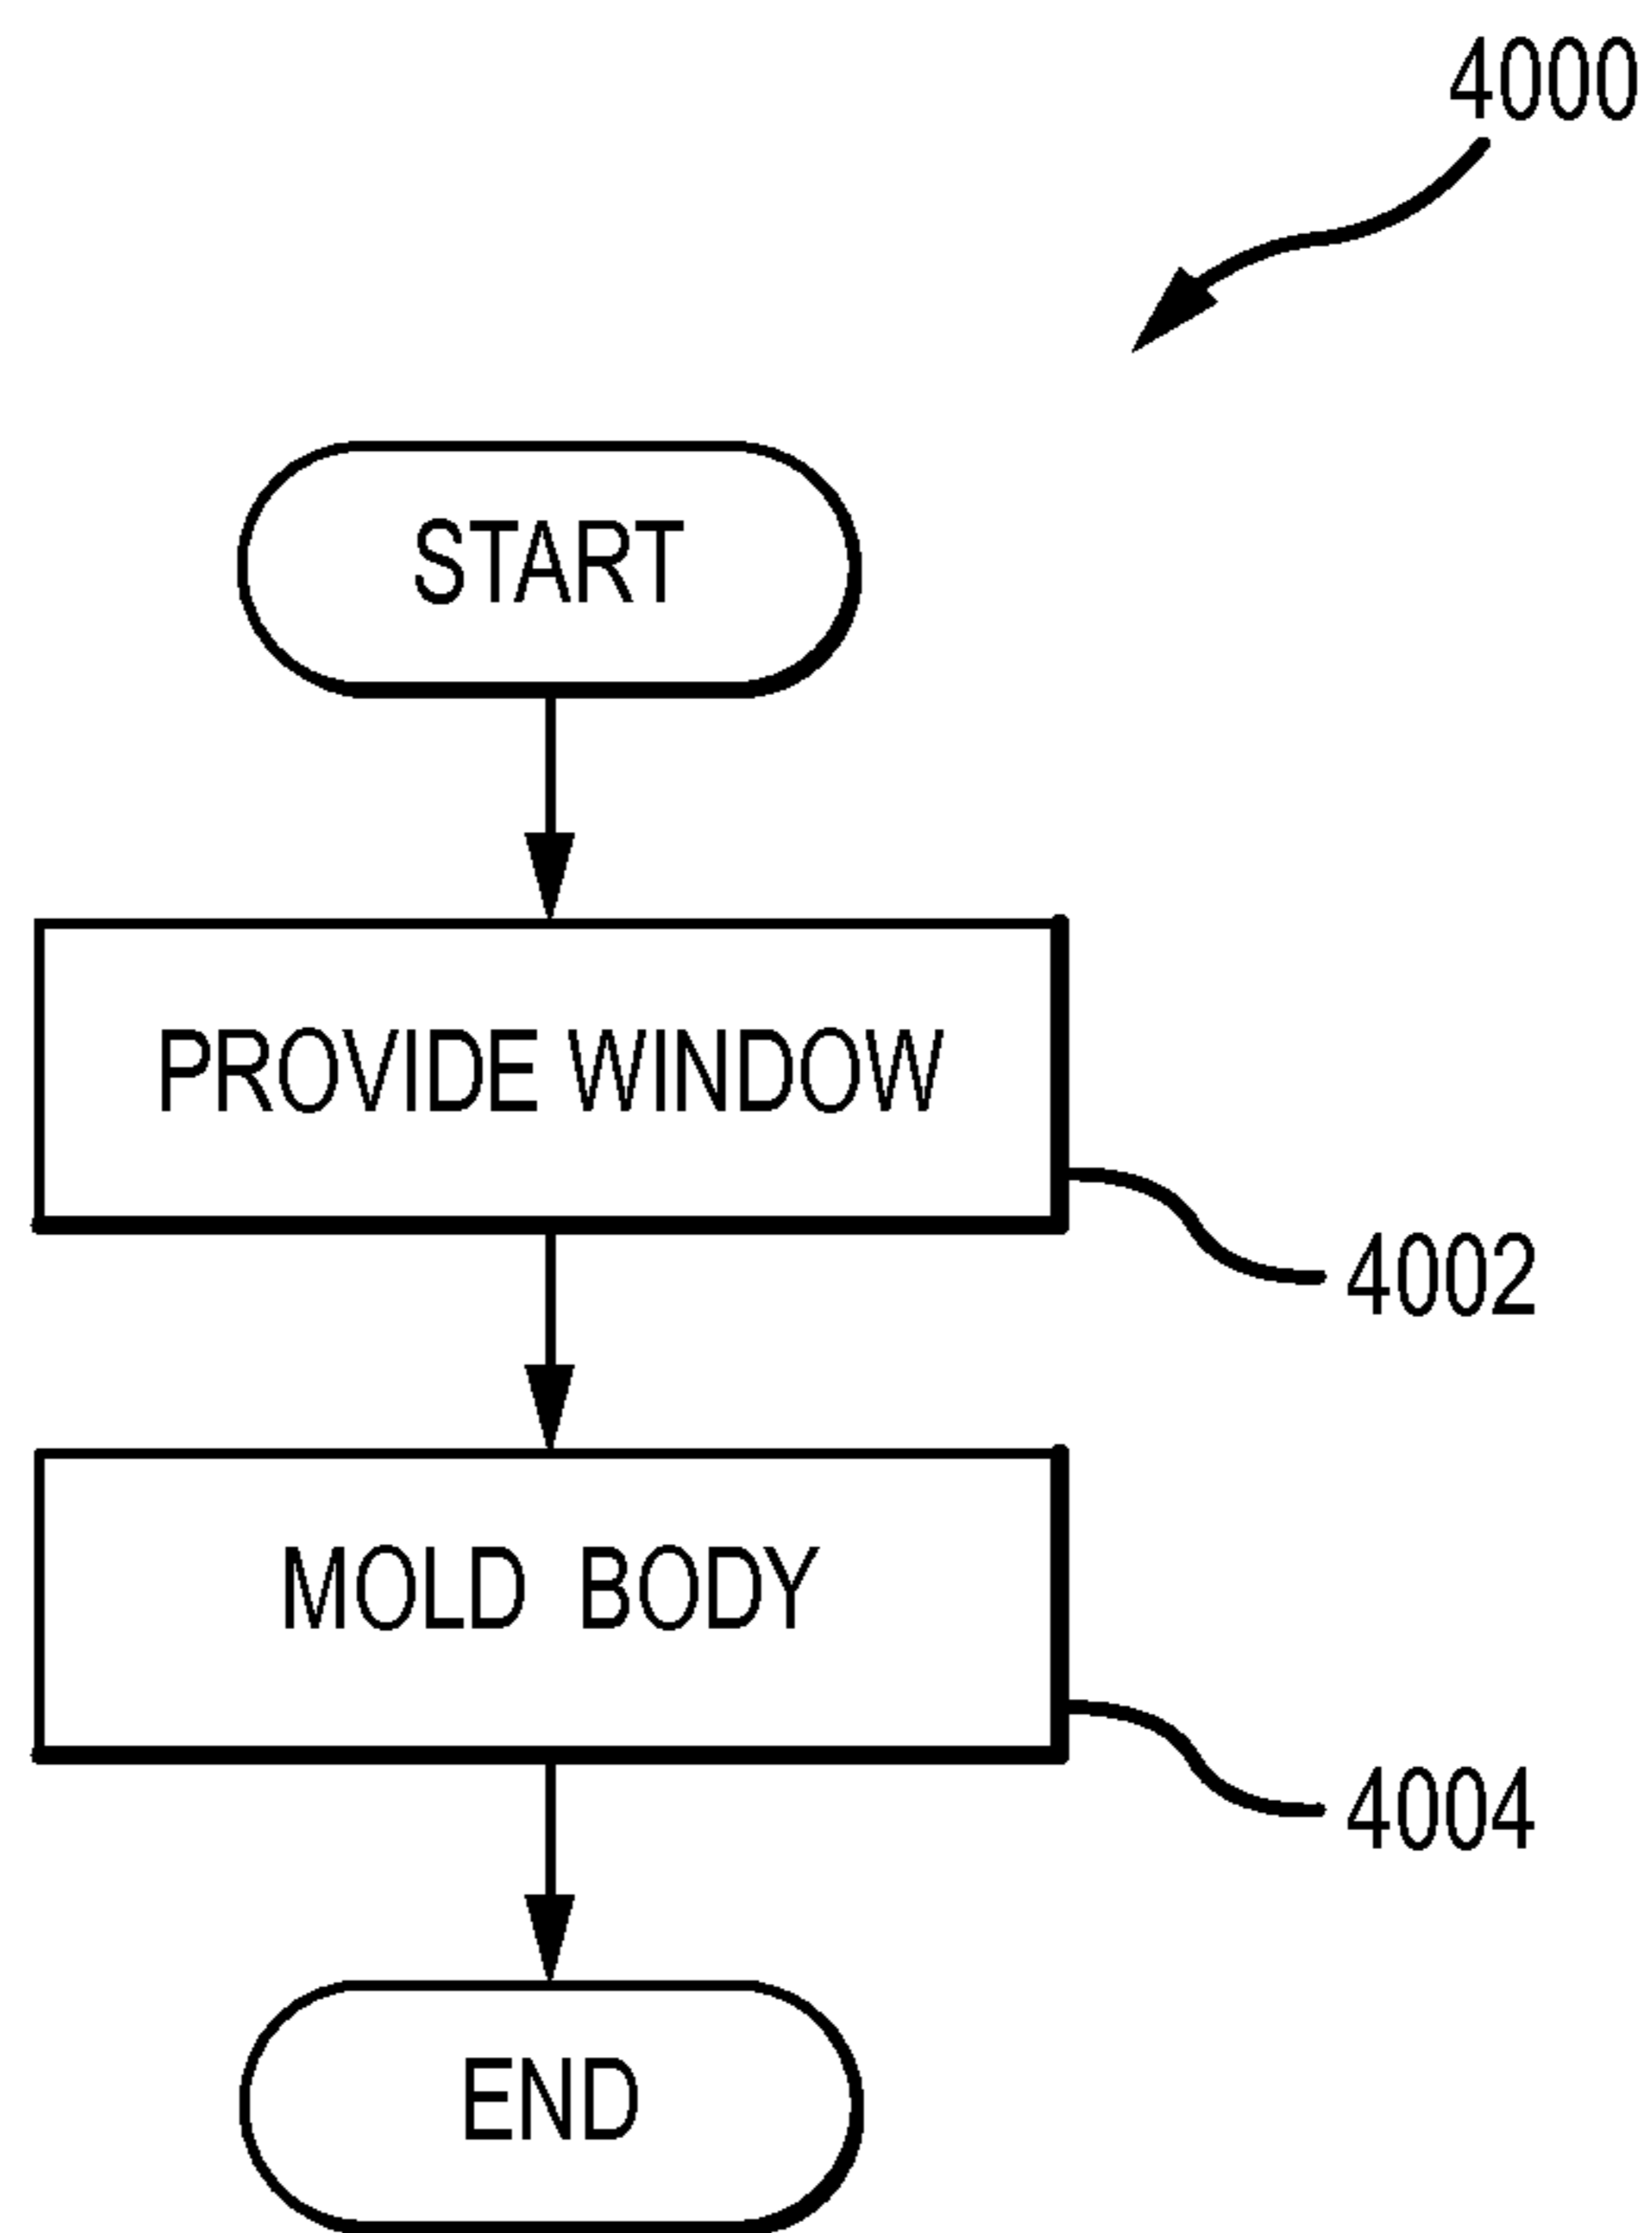 4000
START
PROVIDE WINDOW
4002
MOLD BODY
4004
END